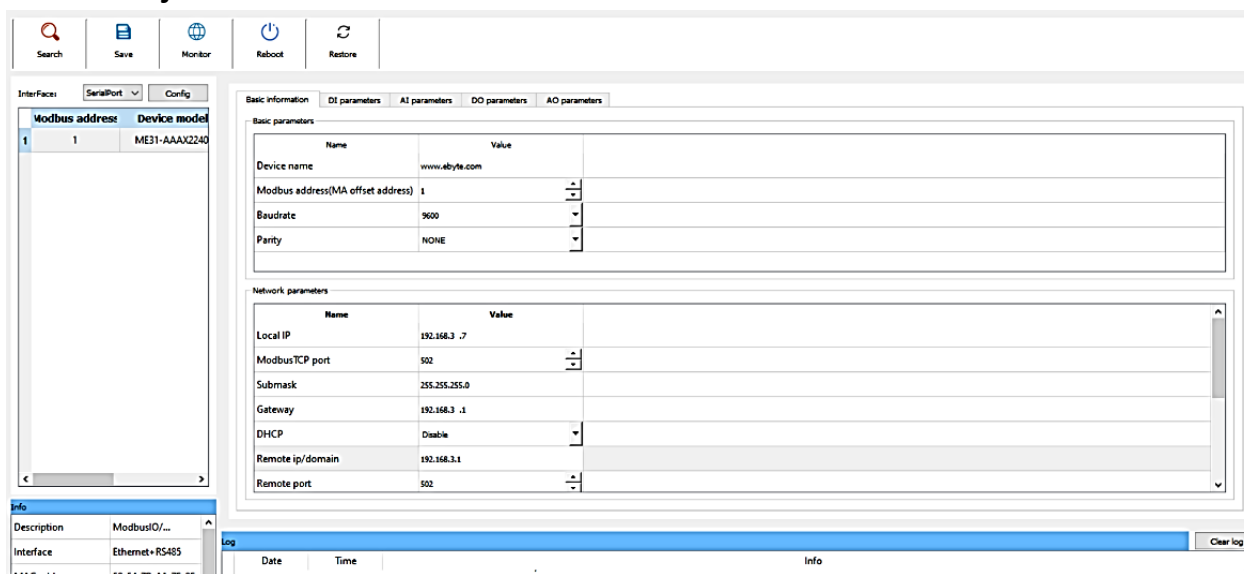 Search Save Monitor Reboot Restore
InterFace: SerialPort Config
Modbus address Device model
1 1 ME31-AAAX2240
Basic information DI parameters AI parameters DO parameters AO parameters
Basic parameters
Name Value
Device name www.ebyte.com
Modbus address(MA offset address) 1
Baudrate 9600
Parity NONE
Network parameters
Name Value
Local IP 192.168.3 .7
ModbusTCP port 502
Submask 255.255.255.0
Gateway 192.168.3 .1
DHCP Disable
Remote ip/domain 192.168.3.1
Remote port 502
Info
Description ModbusIO/...
Interface Ethernet+RS485
Log Clear log
Date Time Info